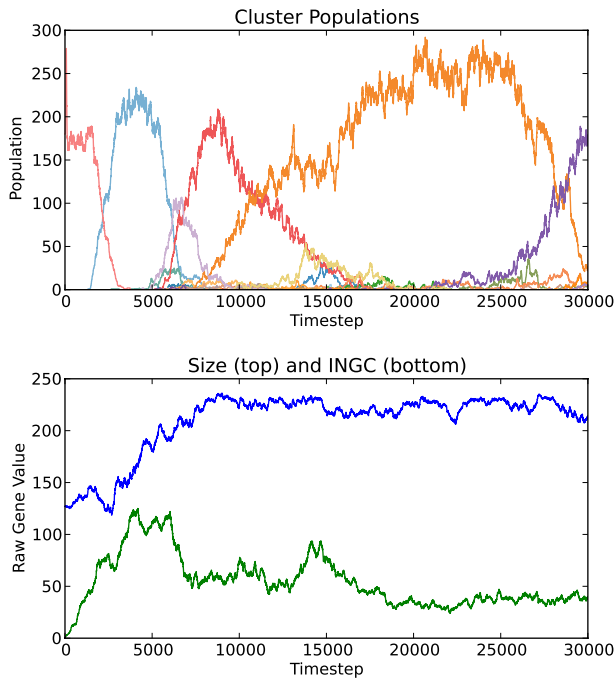 Cluster Populations
300
250
200
150
100
50
0
Population
0 5000 10000 15000 20000 25000 30000
Timestep
Size (top) and INGC (bottom)
250
200
150
100
50
0
Raw Gene Value
0 5000 10000 15000 20000 25000 30000
Timestep